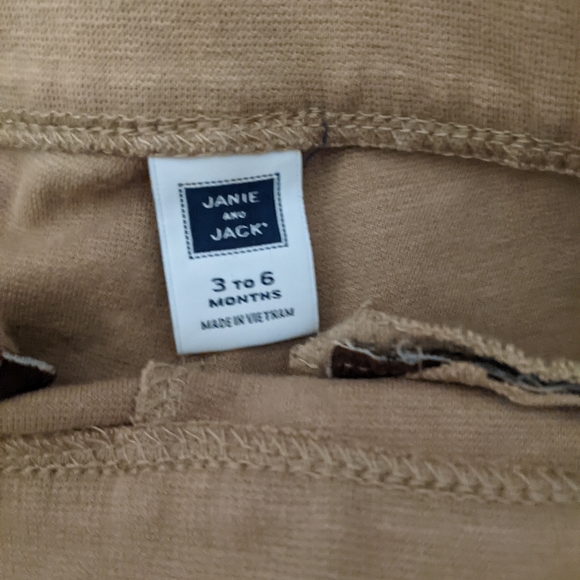 JANIE
AND
JACK
3 TO 6
MONTHS
MADE IN VIETNAM